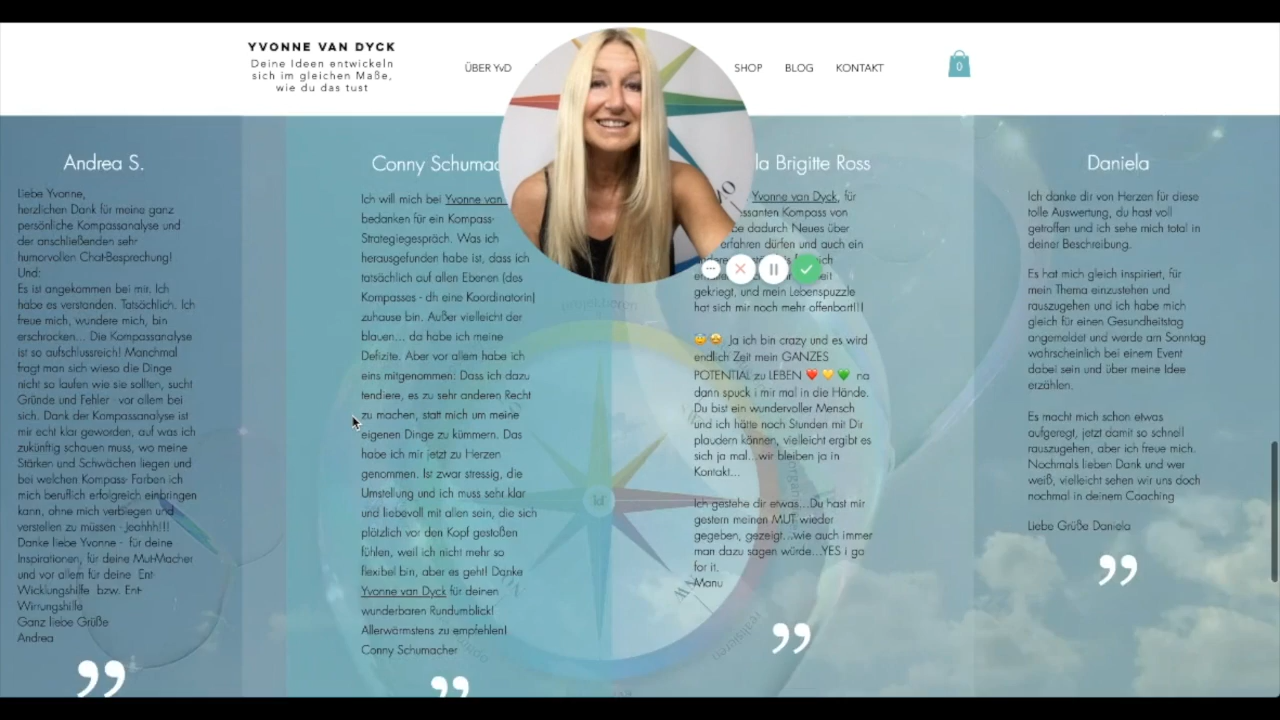 YVONNE VAN DYCK
Deine Ideen entwickeln
sich im gleichen Maße,
wie du das tust
ÜBER YvD
SHOP
BLOG
KONTAKT
0
Andrea S.
liebe Yvonne,
herzlichen Dank für meine ganz
persönliche Kompassanalyse und
der anschließenden sehr
humorvollen Chat-Besprechung!
Und:
Es ist angekommen bei mir. Ich
habe es verstanden. Tatsächlich. Ich
freue mich, wundere mich, bin
erschrocken... Die Kompassanalyse
ist so aufschlussreich! Manchmal
fragt man sich wieso die Dinge
nicht so laufen wie sie sollten, sucht
Gründe und Fehler - vor allem bei
sich. Dank der Kompassanalyse ist
mir echt klar geworden, auf was ich
zukünftig schauen muss, wo meine
Stärken und Schwächen liegen und
bei welchen Kompass- Farben ich
mich beruflich erfolgreich einbringen
kann, ohne mich verbiegen und
verstellen zu müssen - Jeahhh!!!
Danke liebe Yvonne - für deine
Inspirationen, für deine Mut-Macher
und vor allem für deine Ent-
Wicklungshilfe bzw. Ent-
Wirrungshilfe
Ganz liebe Grüße
Andrea
Conny Schumac
Ich will mich bei Yvonne van
bedanken für ein Kompass-
Strategiegespräch. Was ich
herausgefunden habe ist, dass ich
tatsächlich auf allen Ebenen (des
Kompasses - dh eine Koordinatorin)
zuhause bin. Außer vielleicht der
blauen... da habe ich meine
Defizite. Aber vor allem habe ich
eins mitgenommen: Dass ich dazu
tendiere, es zu sehr anderen Recht
zu machen, statt mich um meine
eigenen Dinge zu kümmern. Das
habe ich mir jetzt zu Herzen
genommen. Ist zwar stressig, die
Umstellung und ich muss sehr klar
und liebevoll mit allen sein, die sich
plötzlich vor den Kopf gestoßen
fühlen, weil ich nicht mehr so
flexibel bin, aber es geht! Danke
Yvonne van Dyck für deinen
wunderbaren Rundumblick!
Allerwärmstens zu empfehlen!
Conny Schumacher
la Brigitte Ross
Yvonne van Dyck, für
ssanten Kompass von
be dadurch Neues über
erfahren dürfen und auch ein
gekriegt, und mein Lebenspuzzle
hat sich mir noch mehr offenbart!!!
😇 🤩 Ja ich bin crazy und es wird
endlich Zeit mein GANZES
POTENTIAL zu LEBEN ❤️ 💛 💚 na
dann spuck i mir mal in die Hände.
Du bist ein wundervoller Mensch
und ich hätte noch Stunden mit Dir
plaudern können, vielleicht ergibt es
sich ja mal...wir bleiben ja in
Kontakt...
Ich gestehe dir etwas...Du hast mir
gestern meinen MUT wieder
gegeben, gezeigt...wie auch immer
man dazu sagen würde...YES i go
for it.
Manu
Daniela
Ich danke dir von Herzen für diese
tolle Auswertung, du hast voll
getroffen und ich sehe mich total in
deiner Beschreibung.
Es hat mich gleich inspiriert, für
mein Thema einzustehen und
rauszugehen und ich habe mich
gleich für einen Gesundheitstag
angemeldet und werde am Sonntag
wahrscheinlich bei einem Event
dabei sein und über meine Idee
erzählen.
Es macht mich schon etwas
aufgeregt, jetzt damit so schnell
rauszugehen, aber ich freue mich.
Nochmals lieben Dank und wer
weiß, vielleicht sehen wir uns doch
nochmal in deinem Coaching
Liebe Grüße Daniela